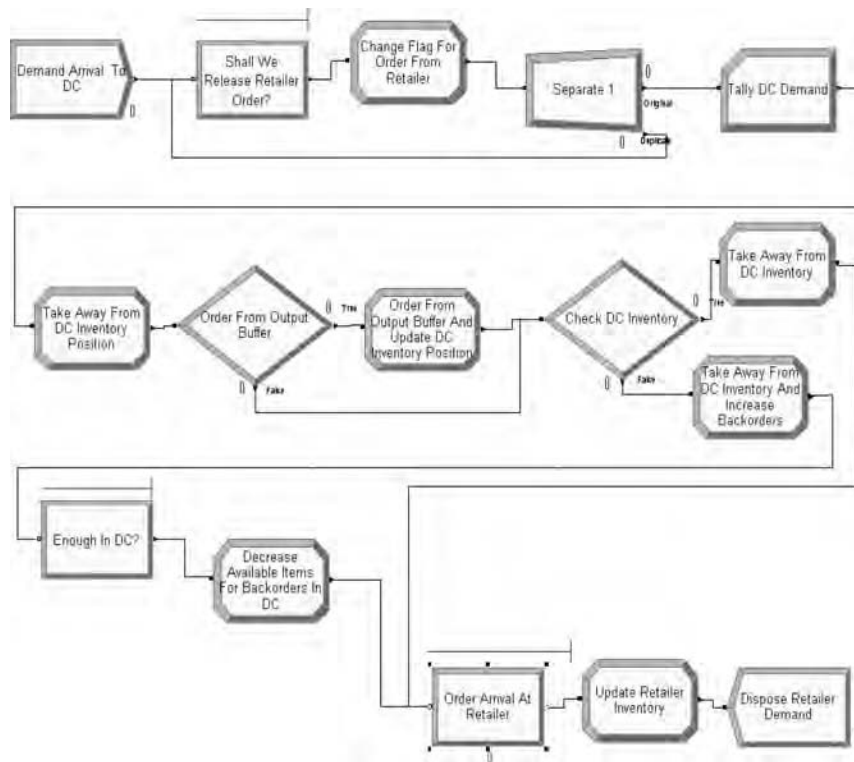 Demand Arrival To
DC
Shall We
Release Retailer
Order?
Change Flag For
Order From
Retailer
Separate 1
Original
Duplicate
Tally DC Demand
Take Away From
DC Inventory
Position
Order From Output
Buffer
True
False
Order From
Output Buffer And
Update DC
Inventory Position
Check DC Inventory
True
False
Take Away From
DC Inventory
Take Away From
DC Inventory And
Increase
Backorders
Enough In DC?
Decrease
Available Items
For Backorders In
DC
Order Arrival At
Retailer
Update Retailer
Inventory
Dispose Retailer
Demand